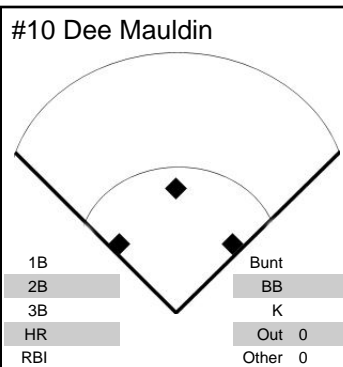 #10 Dee Mauldin
1B Bunt
2B BB
3B K
HR Out 0
RBI Other 0